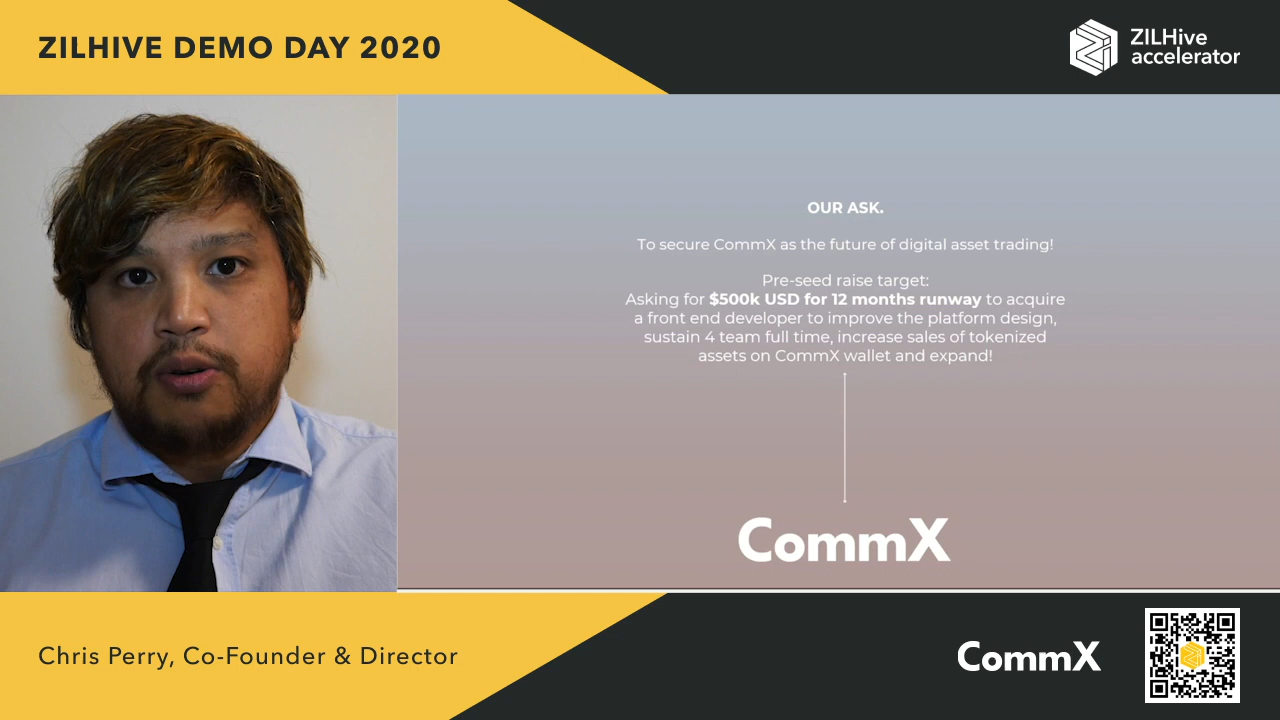 ZILHIVE DEMO DAY 2020
ZILHive
accelerator
OUR ASK.
To secure CommX as the future of digital asset trading!
Pre-seed raise target:
Asking for $500k USD for 12 months runway to acquire
a front end developer to improve the platform design,
sustain 4 team full time, increase sales of tokenized
assets on CommX wallet and expand!
CommX
Chris Perry, Co-Founder & Director
CommX